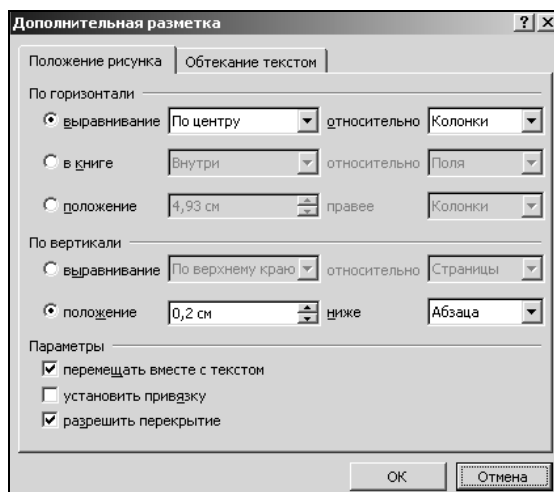 Дополнительная разметка ? ×
Положение рисунка Обтекание текстом
По горизонтали
выравнивание По центру относительно Колонки
в книге Внутри относительно Поля
положение 4,93 см правее Колонки
По вертикали
выравнивание По верхнему краю относительно Страницы
положение 0,2 см ниже Абзаца
Параметры
перемещать вместе с текстом
установить привязку
разрешить перекрытие
ОК Отмена